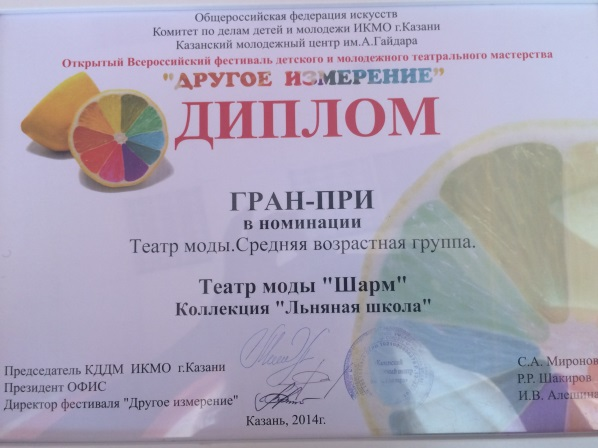 Общероссийская федерация искусств
Комитет по делам детей и молодежи ИКМО г.Казани
Казанский молодежный центр им.А.Гайдара
Открытый Всероссийский фестиваль детского и молодежного театрального мастерства
"ДРУГОЕ ИЗМЕРЕНИЕ"
ДИПЛОМ
ГРАН-ПРИ
в номинации
Театр моды.Средняя возрастная группа.
Театр моды "Шарм"
Коллекция "Льняная школа"
Председатель КДДМ ИКМО г.Казани С.А. Миронов
Президент ОФИС Р.Р. Шакиров
Директор фестиваля "Другое измерение" И.В. Алешина
Казань, 2014г.